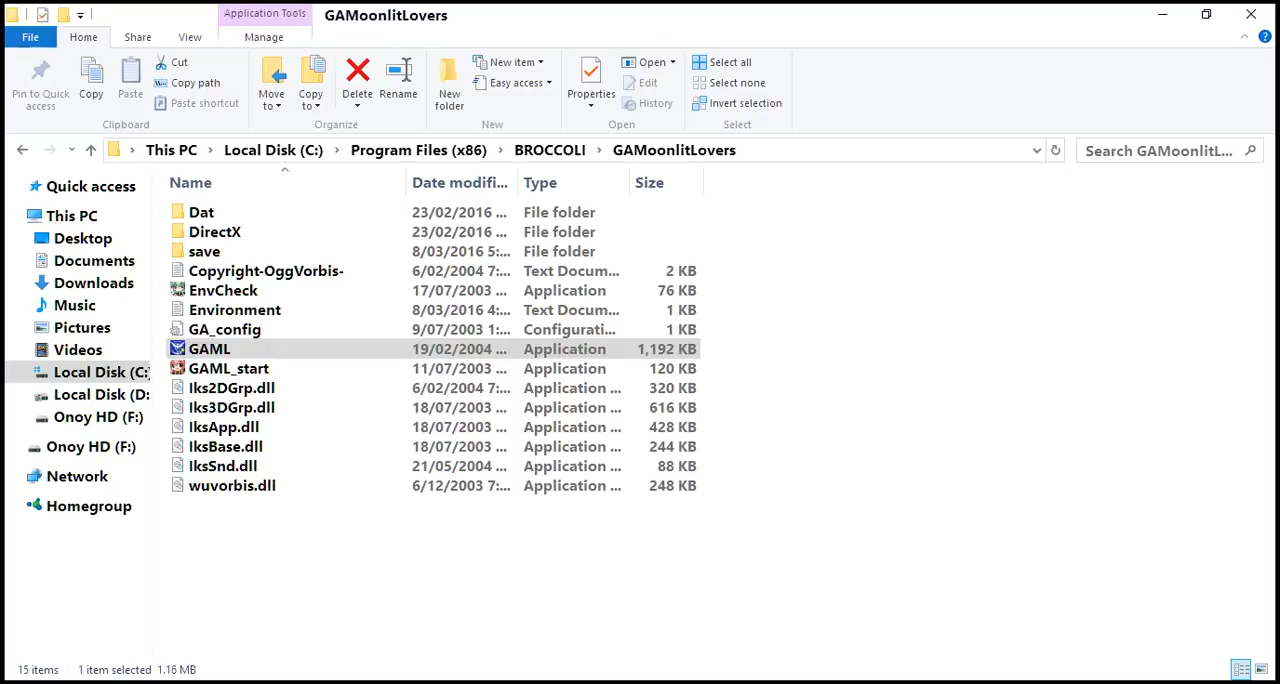 Application Tools
GAMoonlitLovers
File Home Share View Manage
Pin to Quick access
Copy
Paste
Cut
Copy path
Paste shortcut
Clipboard
Move to
Copy to
Delete
Rename
Organize
New folder
New item
Easy access
New
Properties
Open
Edit
History
Open
Select all
Select none
Invert selection
Select
This PC > Local Disk (C:) > Program Files (x86) > BROCCOLI > GAMoonlitLovers
Search GAMoonlitL...
Quick access
This PC
Desktop
Documents
Downloads
Music
Pictures
Videos
Local Disk (C:)
Local Disk (D:
Onoy HD (F:)
Onoy HD (F:)
Network
Homegroup
Name Date modifi... Type Size
Dat 23/02/2016 ... File folder
DirectX 23/02/2016 ... File folder
save 8/03/2016 5:... File folder
Copyright-OggVorbis- 6/02/2004 7:... Text Docum... 2 KB
EnvCheck 17/07/2003 ... Application 76 KB
Environment 8/03/2016 4:... Text Docum... 1 KB
GA_config 9/07/2003 1:... Configurati... 1 KB
GAML 19/02/2004 ... Application 1,192 KB
GAML_start 11/07/2003 ... Application 120 KB
Iks2DGrp.dll 6/02/2004 7:... Application ... 320 KB
Iks3DGrp.dll 18/07/2003 ... Application ... 616 KB
IksApp.dll 18/07/2003 ... Application ... 428 KB
IksBase.dll 18/07/2003 ... Application ... 244 KB
IksSnd.dll 21/05/2004 ... Application ... 88 KB
wuvorbis.dll 6/12/2003 7:... Application ... 248 KB
15 items 1 item selected 1.16 MB